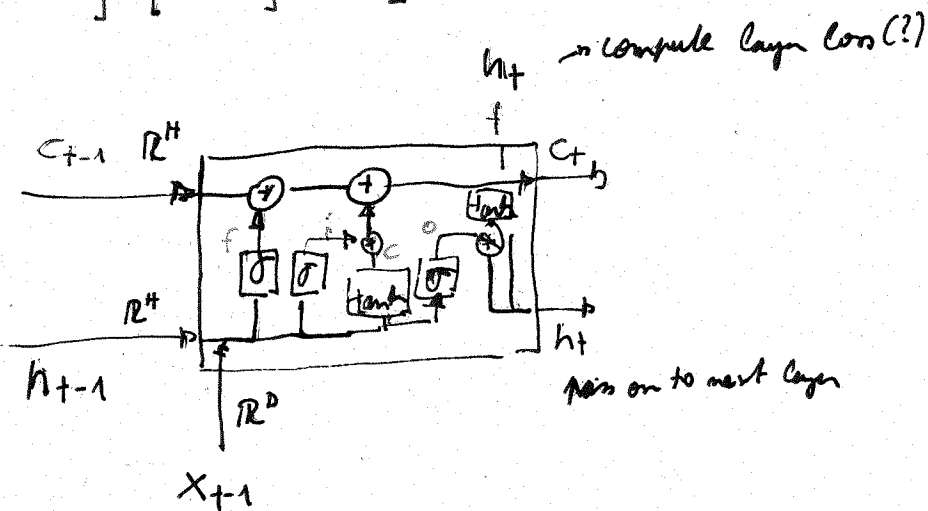 → compute layer loss (?)
h_t
C_{t-1} ℝ^H
C_t
* +
tanh
f i * c o *
σ σ tanh σ
ℝ^H
h_{t-1}
h_t
pass on to next layer
ℝ^D
X_{t-1}